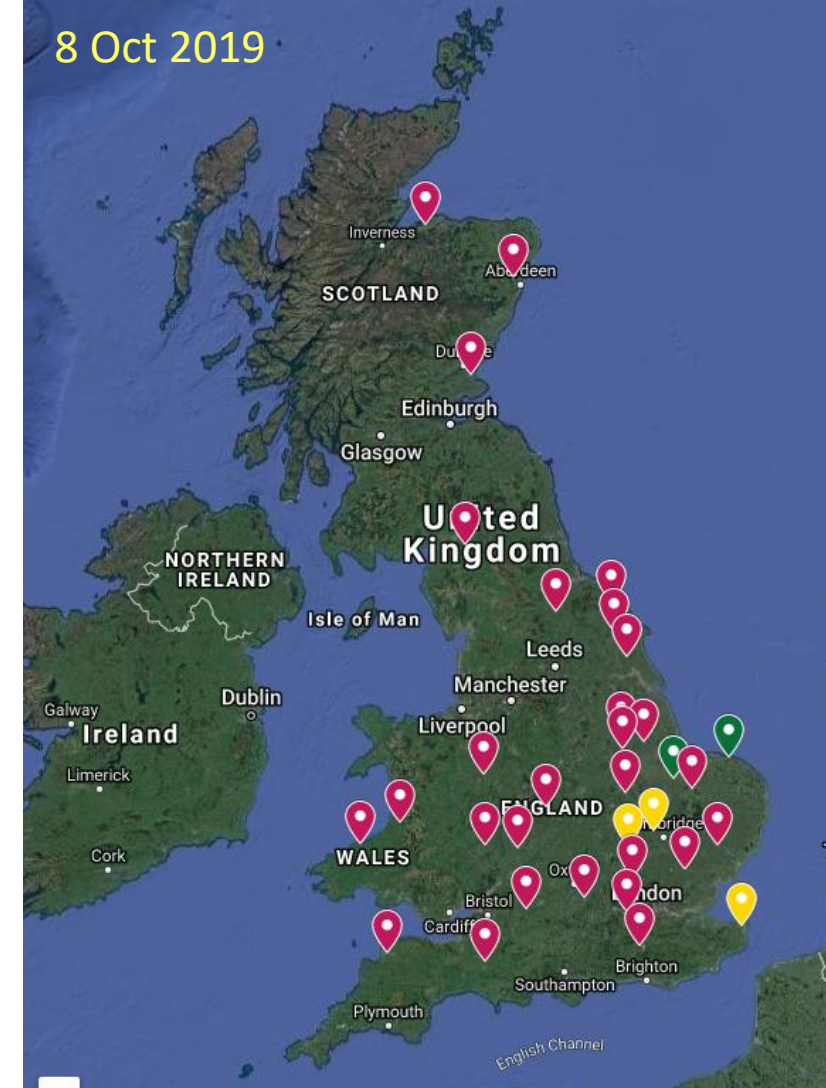 8 Oct 2019
Inverness
Aberdeen
SCOTLAND
Edinburgh
Glasgow
United
Kingdom
NORTHERN
IRELAND
Isle of Man
Leeds
Manchester
Dublin
Galway
Liverpool
Ireland
Limerick
ENGLAND
Cork
WALES
London
Bristol
Cardiff
Brighton
Southampton
Plymouth
English Channel